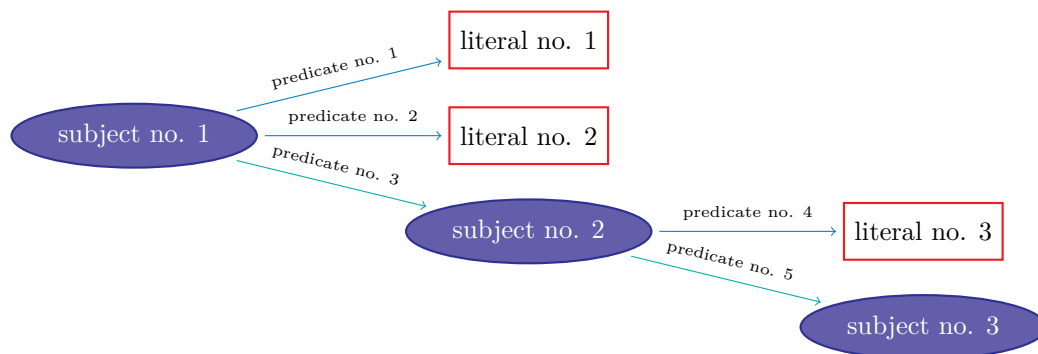 literal no. 1
predicate no. 1
subject no. 1
predicate no. 2
literal no. 2
predicate no. 3
subject no. 2
predicate no. 4
literal no. 3
predicate no. 5
subject no. 3